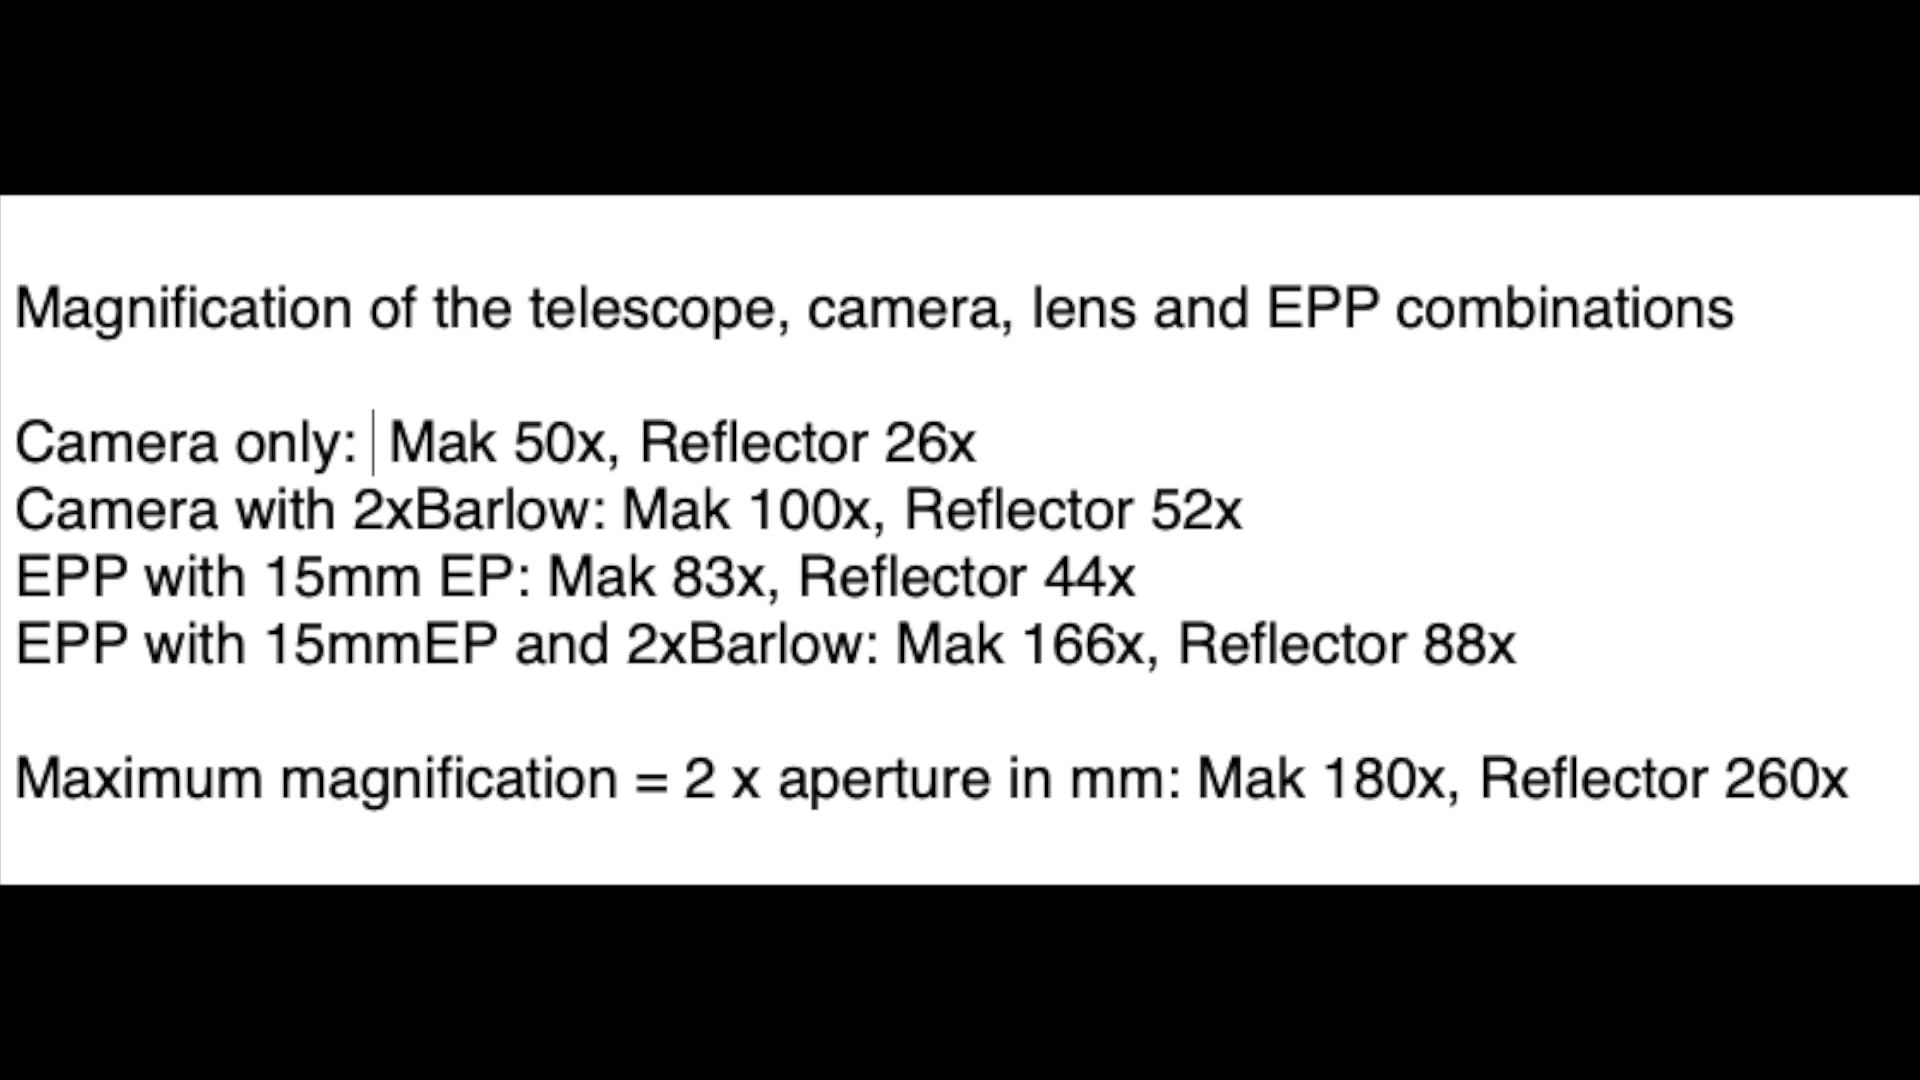 Magnification of the telescope, camera, lens and EPP combinations
Camera only: Mak 50x, Reflector 26x
Camera with 2xBarlow: Mak 100x, Reflector 52x
EPP with 15mm EP: Mak 83x, Reflector 44x
EPP with 15mmEP and 2xBarlow: Mak 166x, Reflector 88x
Maximum magnification = 2 x aperture in mm: Mak 180x, Reflector 260x